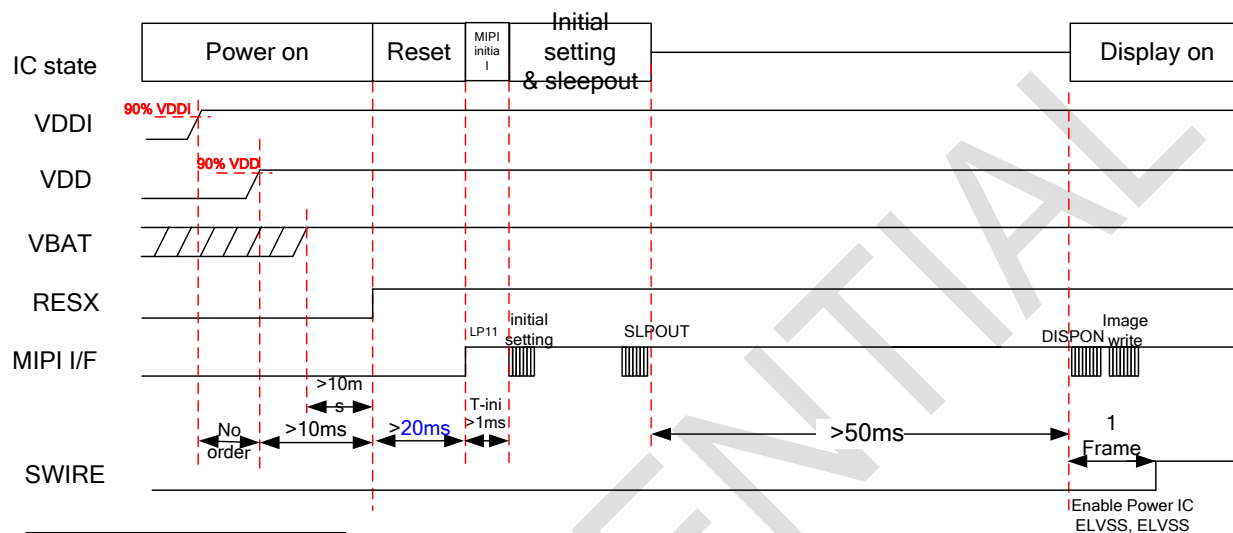 IC state
Power on
Reset
MIPI
initia
l
Initial
setting
& sleepout
Display on
VDDI
90% VDDI
VDD
90% VDD
VBAT
RESX
MIPI I/F
LP11
initial
setting
SLPOUT
DISPON
Image
write
>10m
s
No
order
>10ms
>20ms
T-ini
>1ms
>50ms
1
Frame
SWIRE
Enable Power IC
ELVSS, ELVSS
ENTIAL